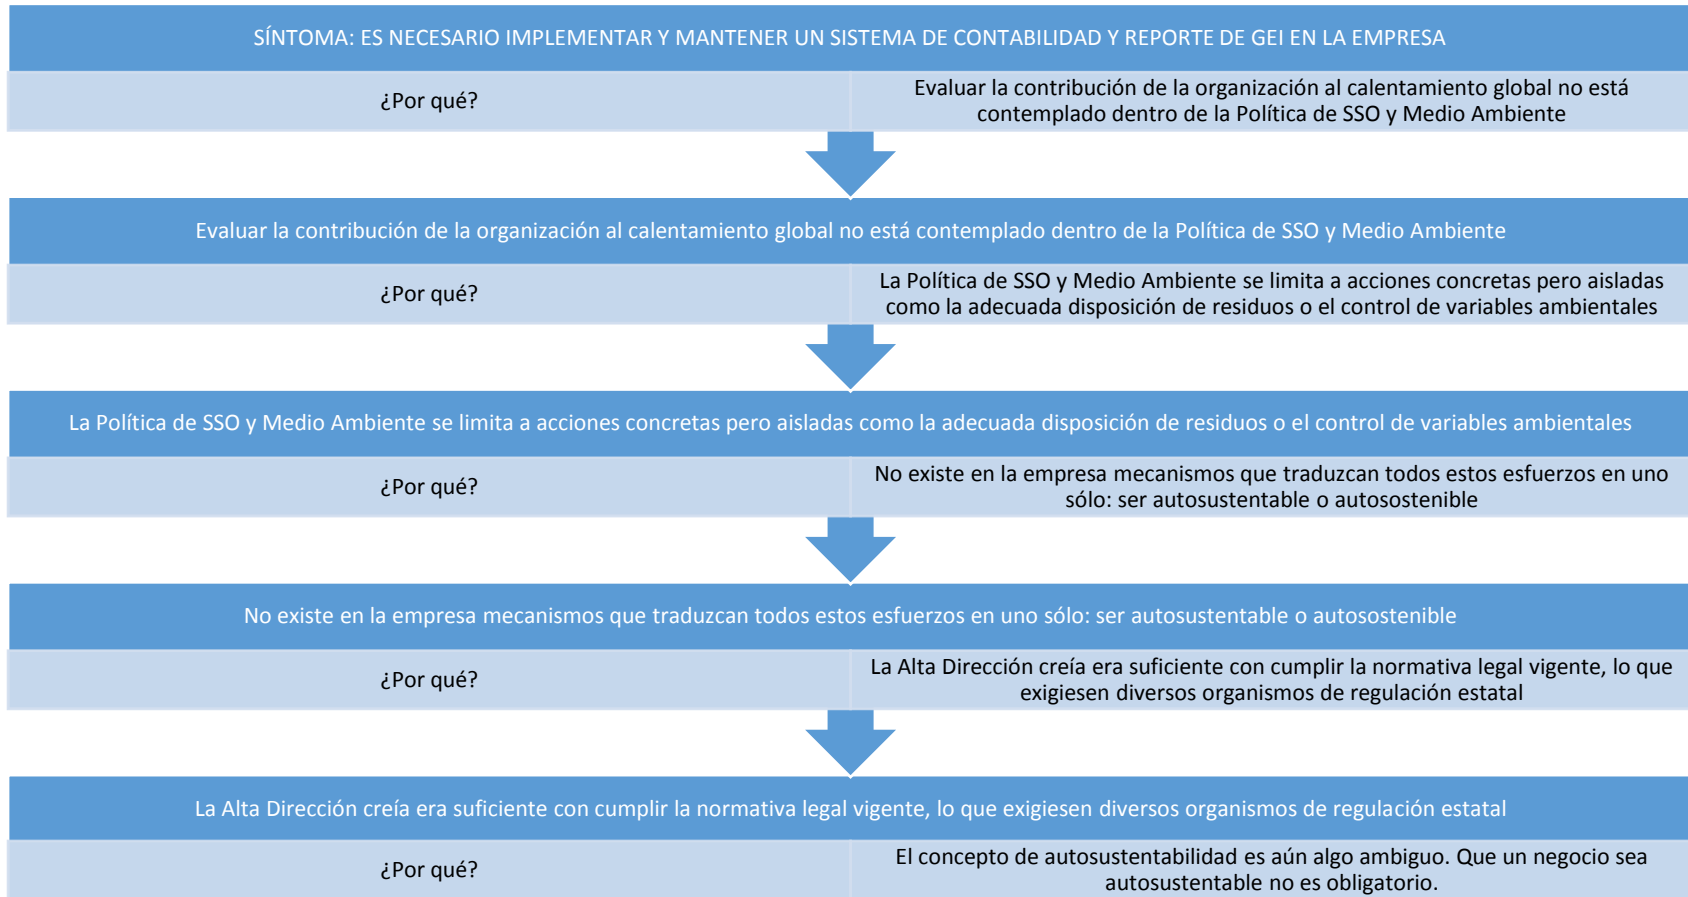 SÍNTOMA: ES NECESARIO IMPLEMENTAR Y MANTENER UN SISTEMA DE CONTABILIDAD Y REPORTE DE GEI EN LA EMPRESA
¿Por qué?
Evaluar la contribución de la organización al calentamiento global no está
contemplado dentro de la Política de SSO y Medio Ambiente
Evaluar la contribución de la organización al calentamiento global no está contemplado dentro de la Política de SSO y Medio Ambiente
¿Por qué?
La Política de SSO y Medio Ambiente se limita a acciones concretas pero aisladas
como la adecuada disposición de residuos o el control de variables ambientales
La Política de SSO y Medio Ambiente se limita a acciones concretas pero aisladas como la adecuada disposición de residuos o el control de variables ambientales
¿Por qué?
No existe en la empresa mecanismos que traduzcan todos estos esfuerzos en uno
sólo: ser autosustentable o autosostenible
No existe en la empresa mecanismos que traduzcan todos estos esfuerzos en uno sólo: ser autosustentable o autosostenible
¿Por qué?
La Alta Dirección creía era suficiente con cumplir la normativa legal vigente, lo que
exigiesen diversos organismos de regulación estatal
La Alta Dirección creía era suficiente con cumplir la normativa legal vigente, lo que exigiesen diversos organismos de regulación estatal
¿Por qué?
El concepto de autosustentabilidad es aún algo ambiguo. Que un negocio sea
autosustentable no es obligatorio.